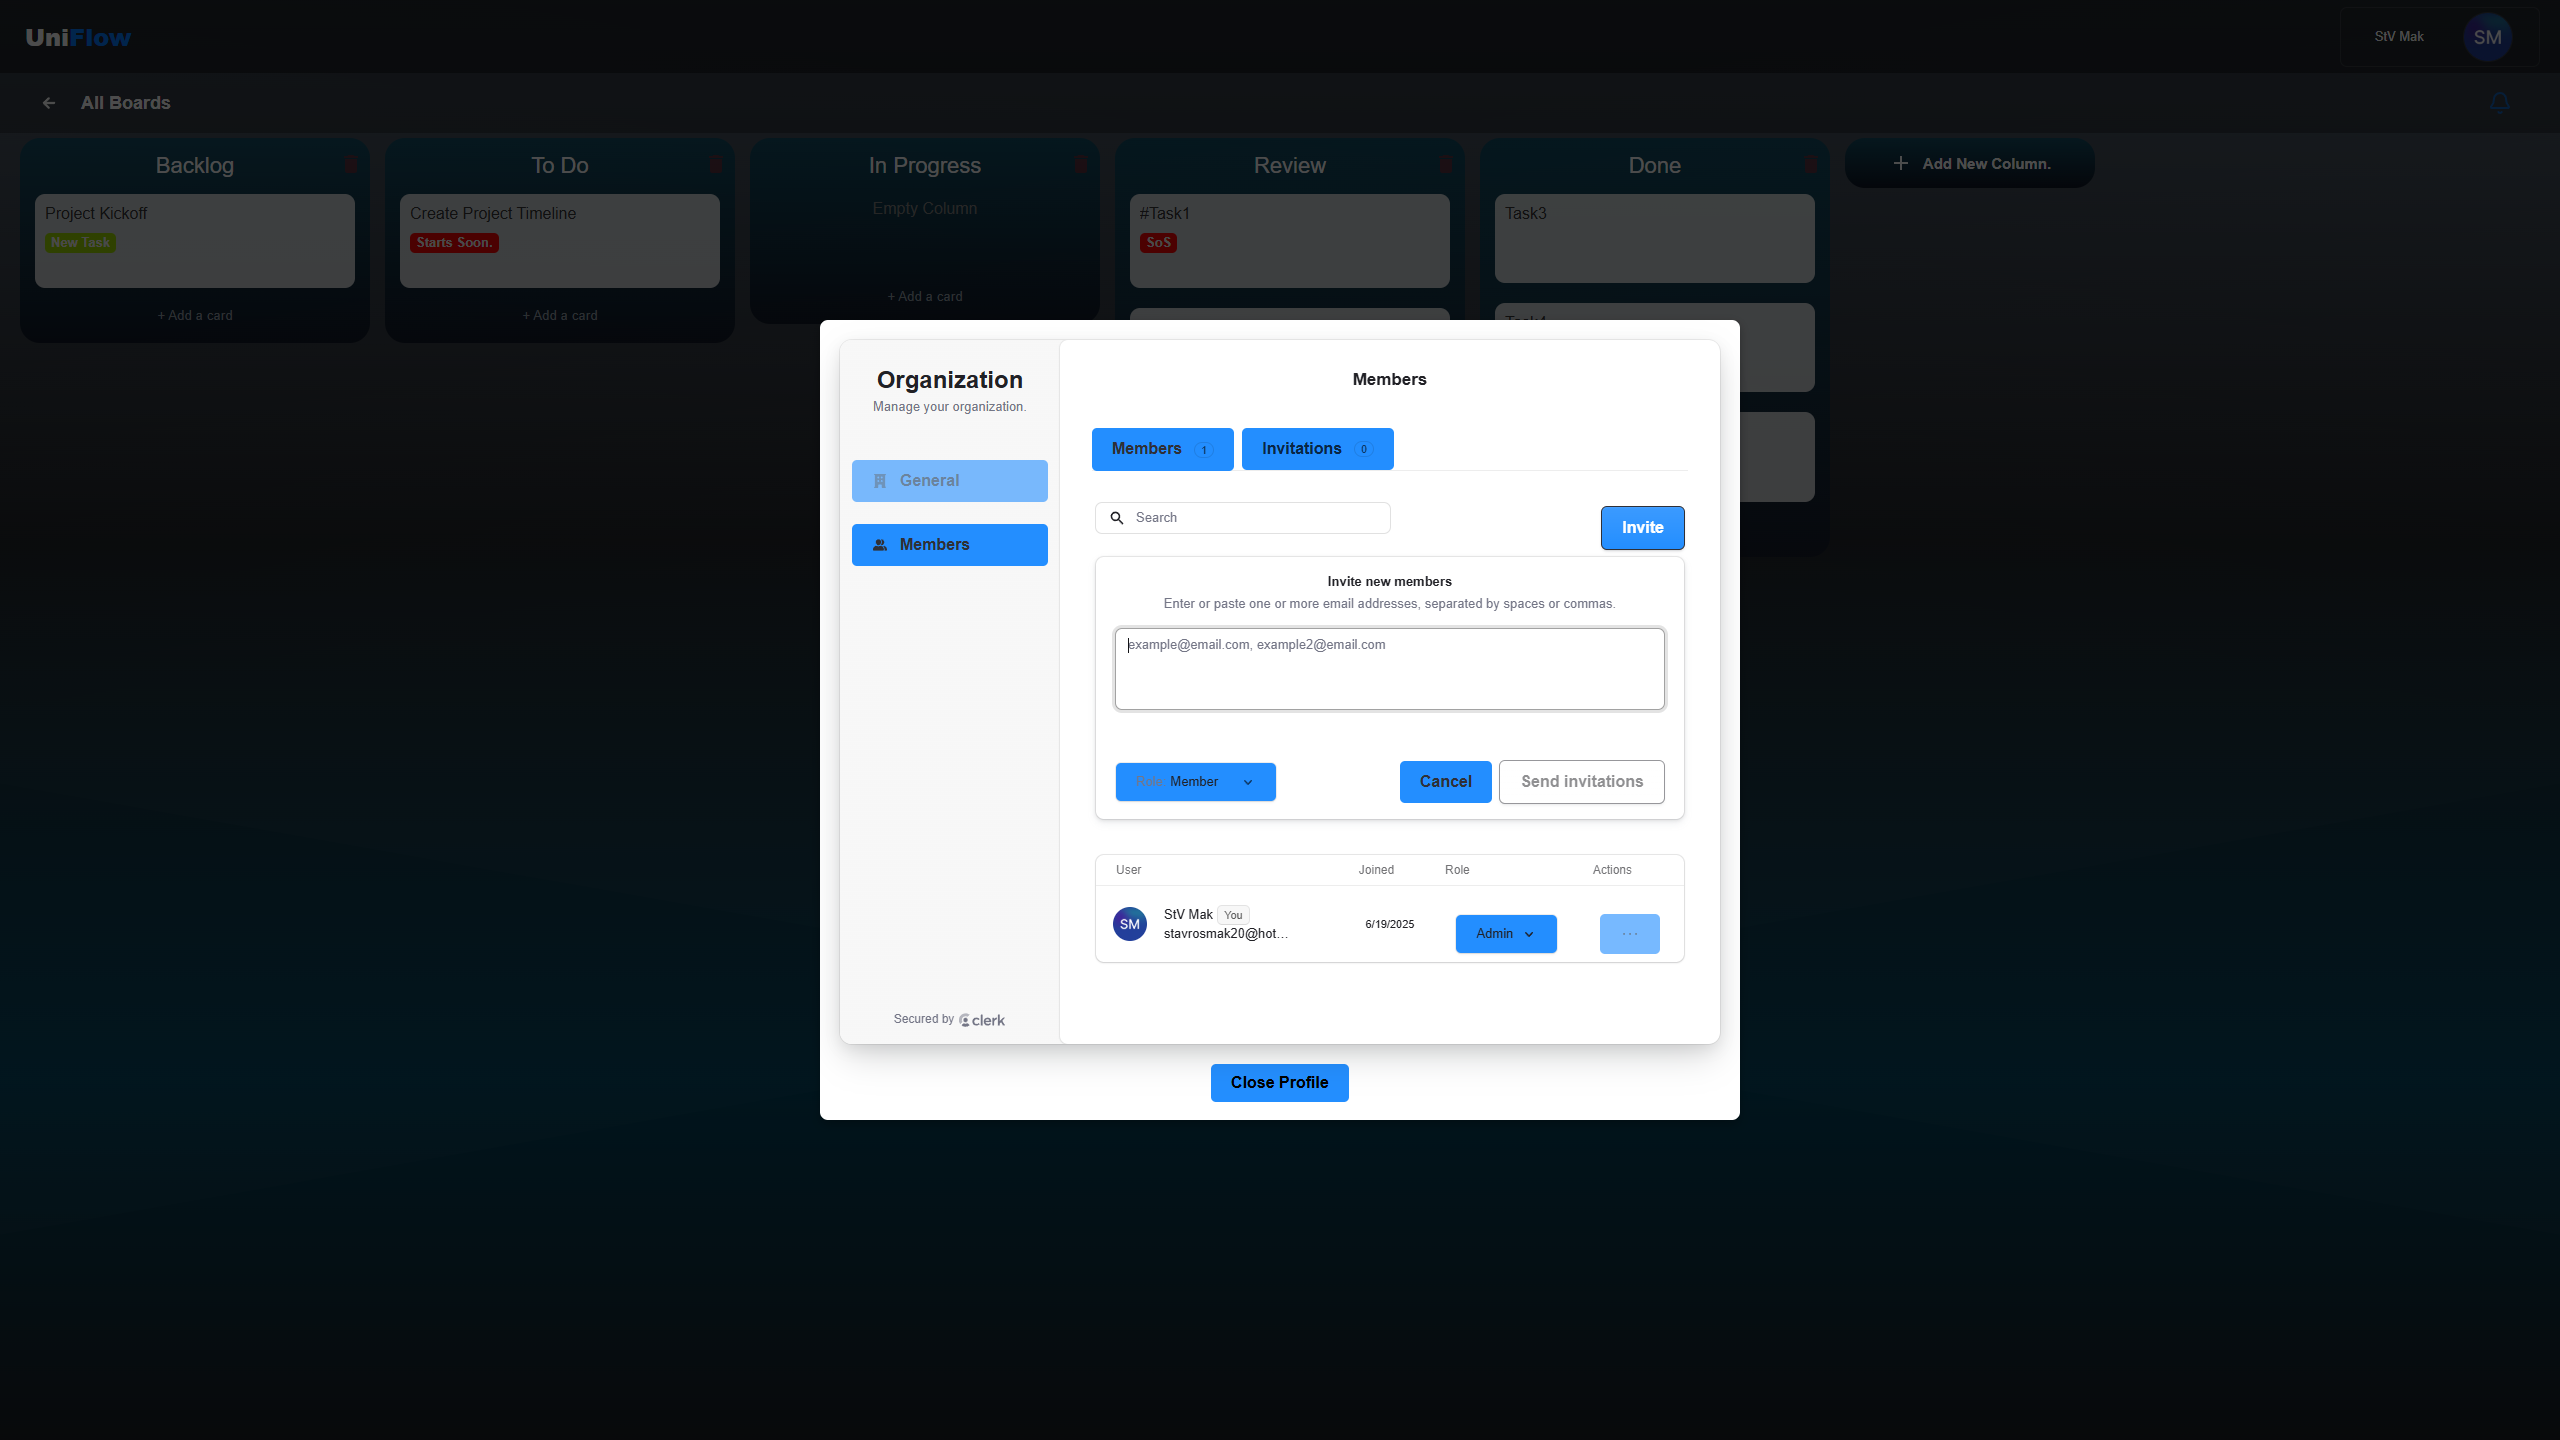 UniFlow
StV Mak
SM
All Boards
Backlog
Project Kickoff
New Task
+ Add a card
To Do
Create Project Timeline
Starts Soon.
+ Add a card
In Progress
Empty Column
+ Add a card
Review
#Task1
SoS
Done
Task3
Task4
Add New Column.
Organization
Manage your organization.
General
Members
Secured by clerk
Members
Members 1
Invitations 0
Search
Invite
Invite new members
Enter or paste one or more email addresses, separated by spaces or commas.
example@email.com, example2@email.com
Role Member
Cancel
Send invitations
User Joined Role Actions
SM
StV Mak You
stavrosmak20@hot...
6/19/2025
Admin
Close Profile